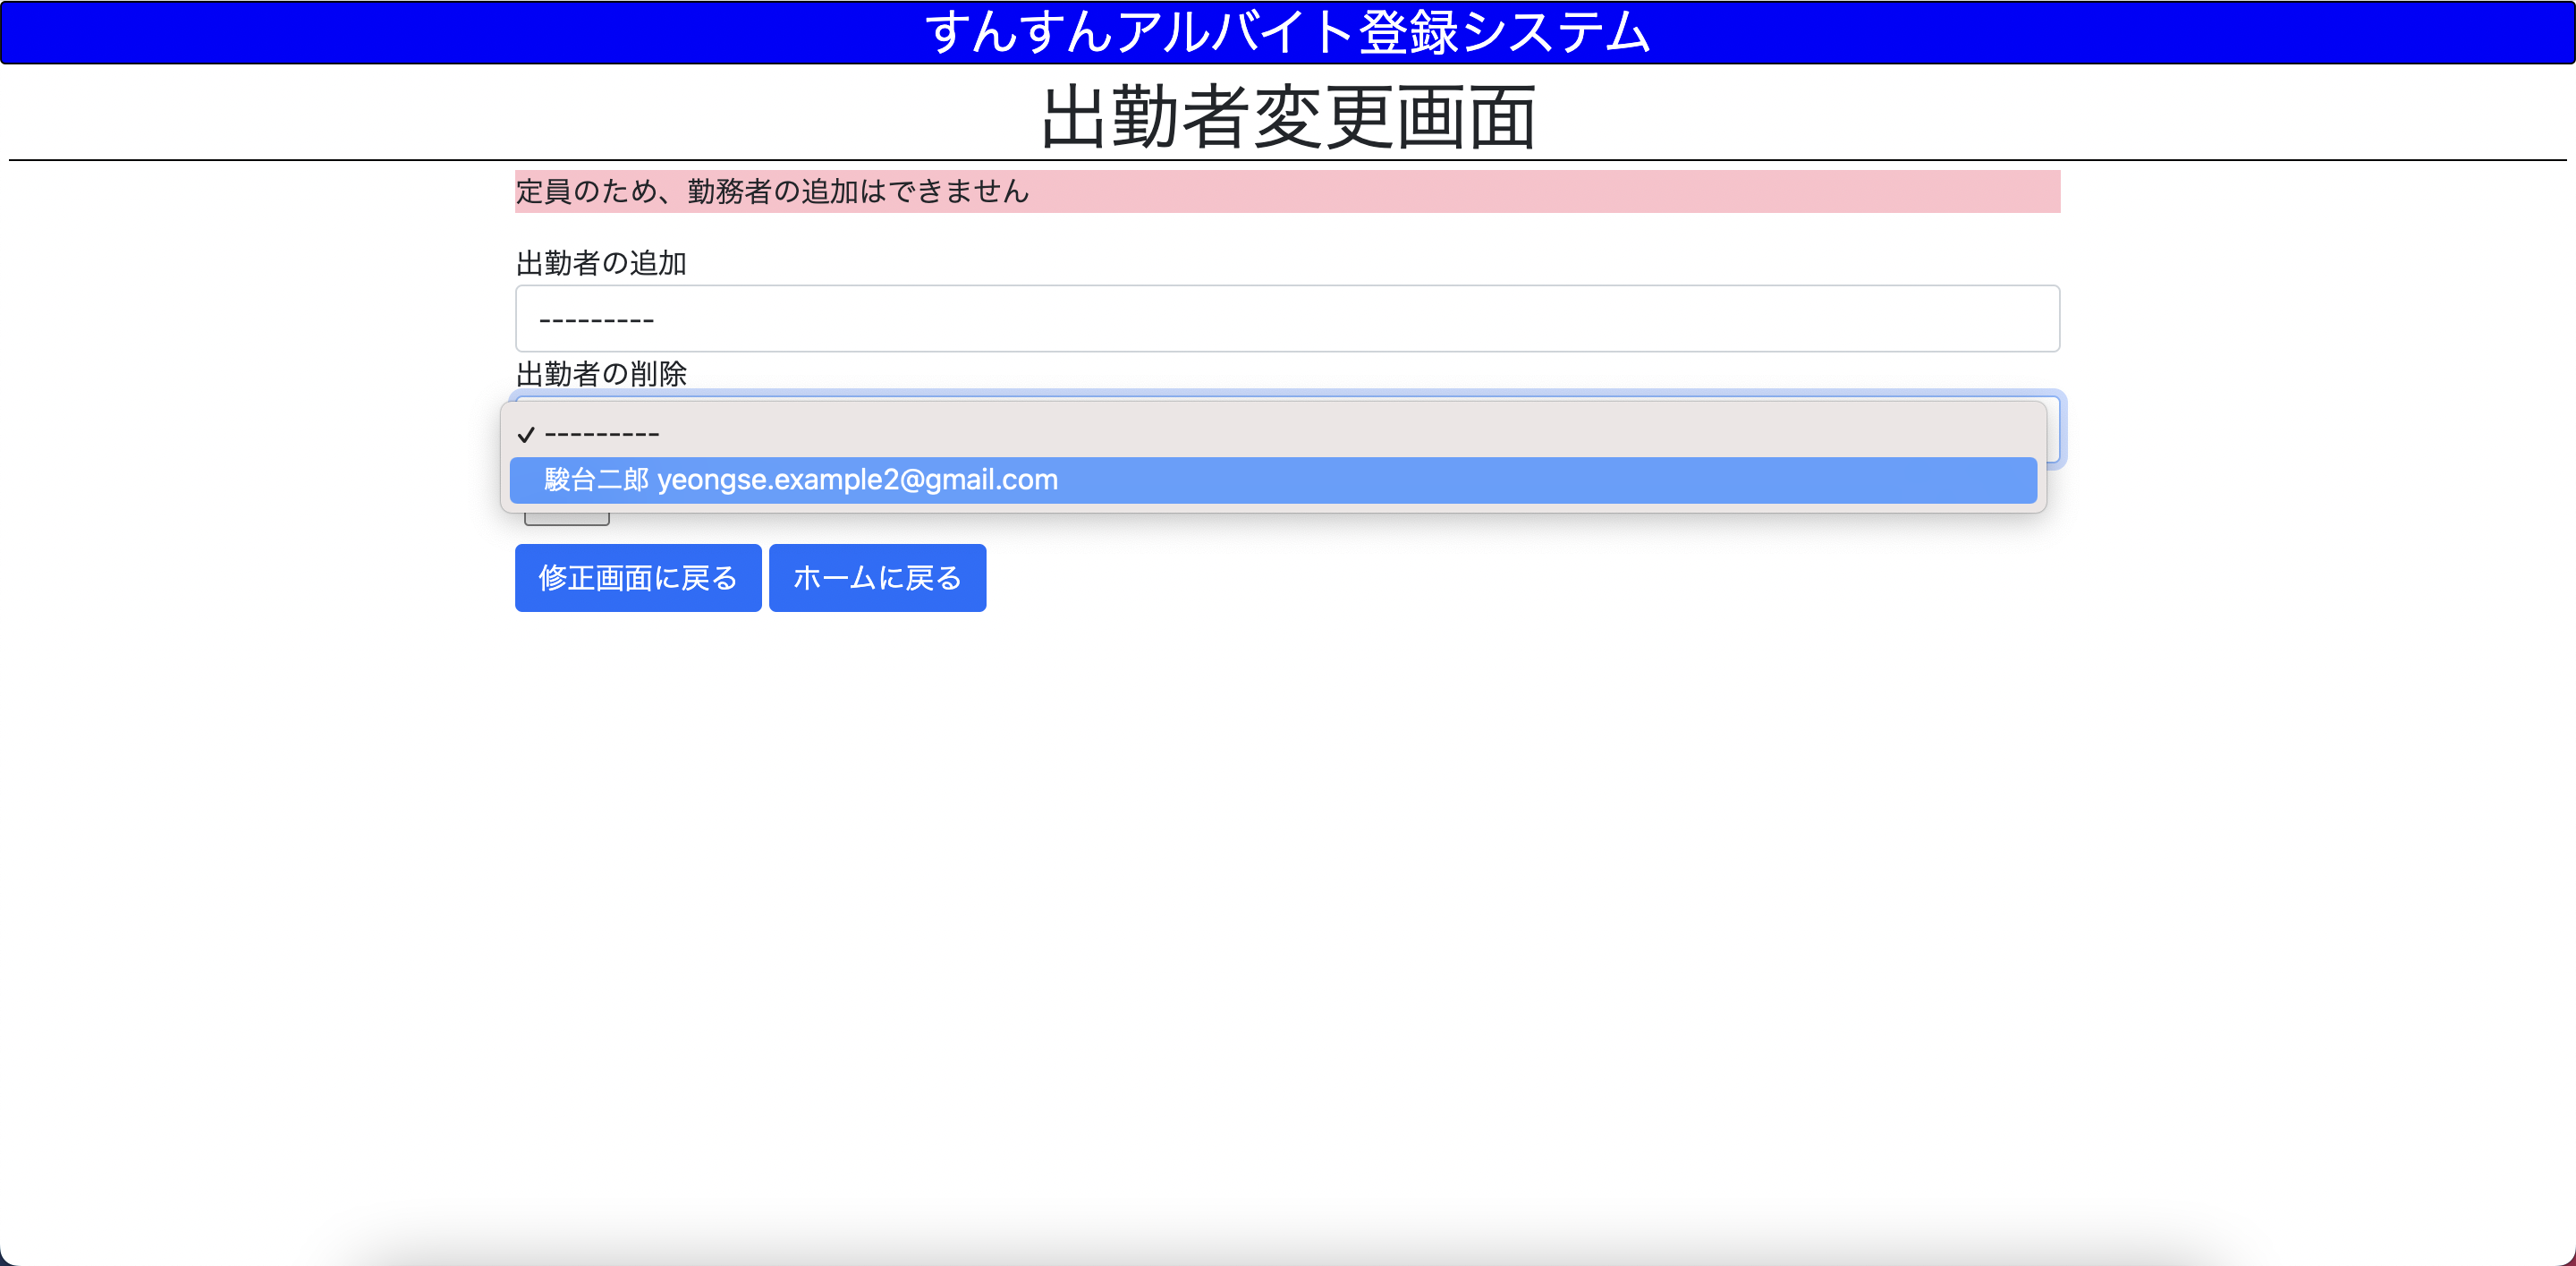 すんすんアルバイト登録システム
出勤者変更画面
定員のため、勤務者の追加はできません
出勤者の追加
---------
出勤者の削除
✓ ---------
駿台二郎 yeongse.example2@gmail.com
修正画面に戻る ホームに戻る